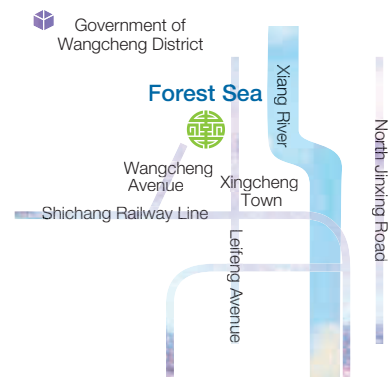 Government of
Wangcheng District
Forest Sea
Xiang River
North Jinxing Road
Wangcheng
Avenue
Xingcheng
Town
Shichang Railway Line
Leifeng Avenue